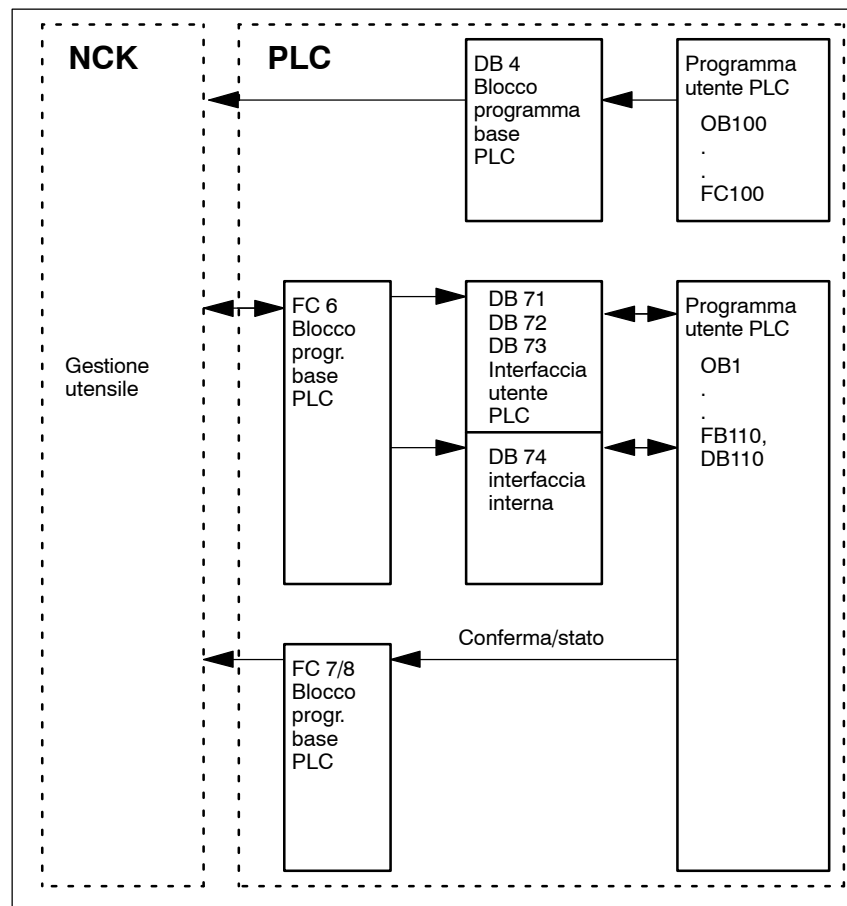 NCK
PLC
DB 4
Blocco
programma
base
PLC
Programma
utente PLC
OB100
.
.
FC100
Gestione
utensile
FC 6
Blocco
progr.
base
PLC
DB 71
DB 72
DB 73
Interfaccia
utente
PLC
DB 74
interfaccia
interna
Programma
utente PLC
OB1
.
.
FB110,
DB110
Conferma/stato
FC 7/8
Blocco
progr.
base
PLC